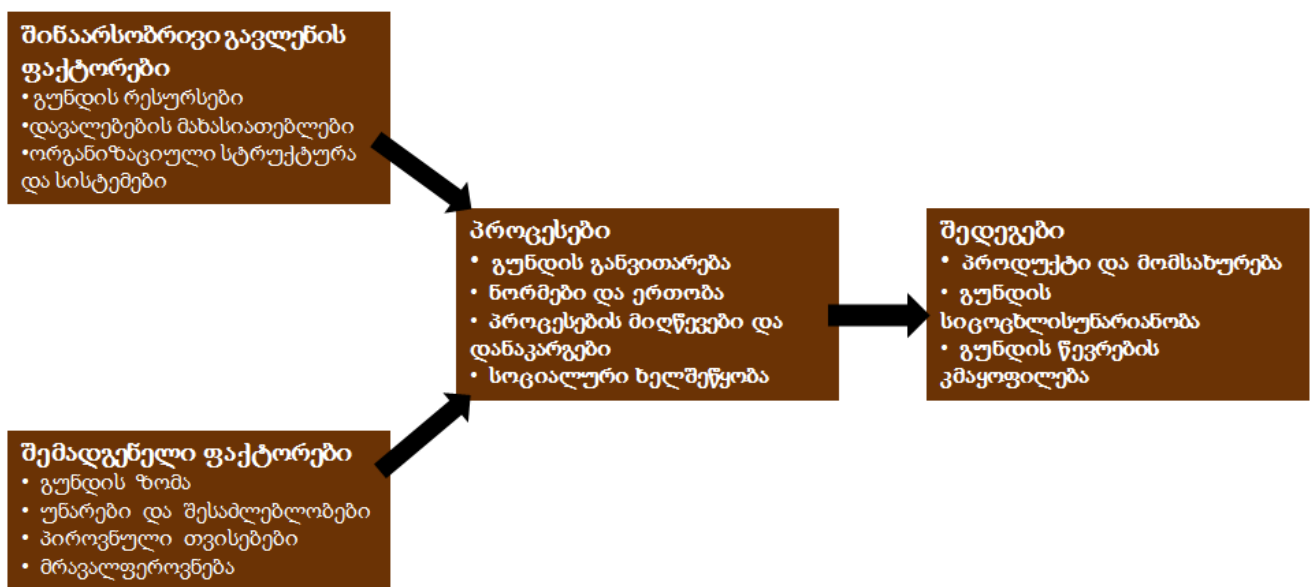 შინაარსობრივი გავლენის
ფაქტორები
• გუნდის რესურსები
•დავალებების მახასიათებლები
•ორგანიზაციული სტრუქტურა
და სისტემები
პროცესები
• გუნდის განვითარება
• ნორმები და ერთობა
• პროცესების მიღწევები და
დანაკარგები
• სოციალური ხელშეწყობა
შედეგები
• პროდუქტი და მომსახურება
• გუნდის
სიცოცხლისუნარიანობა
• გუნდის წევრების
კმაყოფილება
შემადგენელი ფაქტორები
• გუნდის ზომა
• უნარები და შესაძლებლობები
• პიროვნული თვისებები
• მრავალფეროვნება